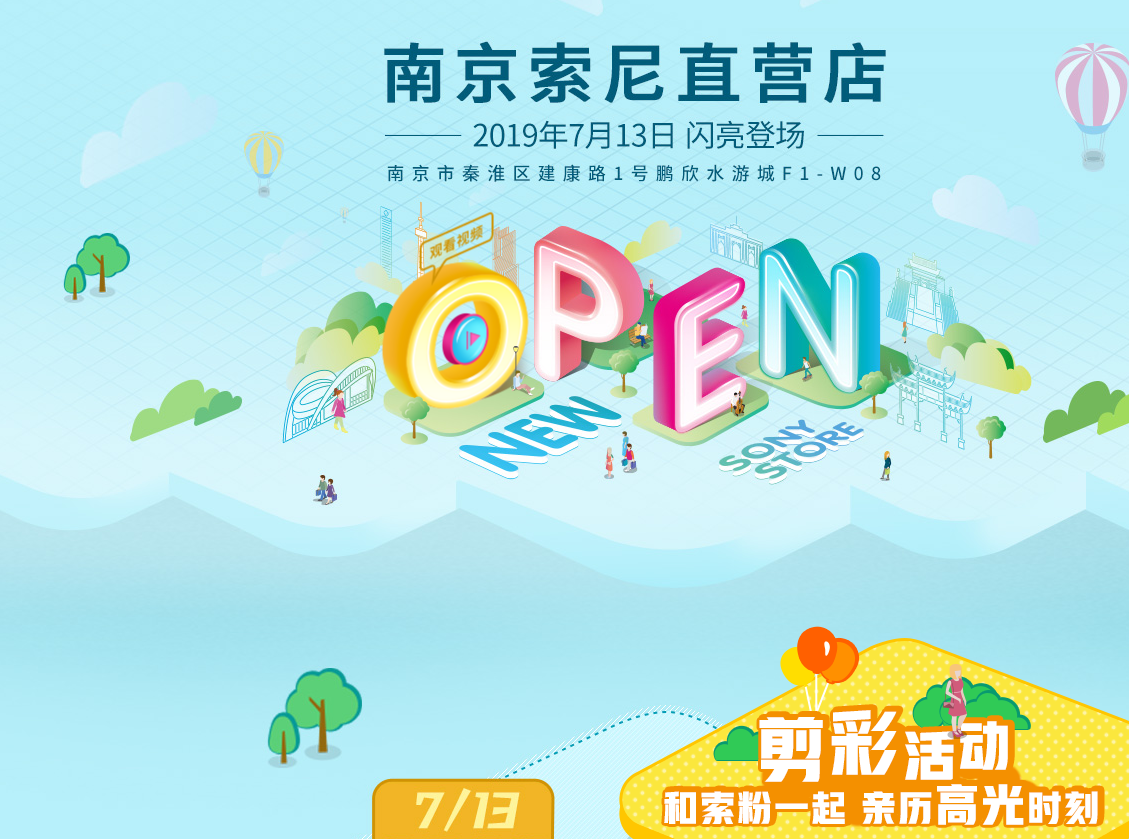 南京索尼直营店
2019年7月13日 闪亮登场
南京市秦淮区建康路1号鹏欣水游城F1-W08
观看视频
OPEN
NEW
SONY
STORE
剪彩活动
和索粉一起 亲历高光时刻
7/13